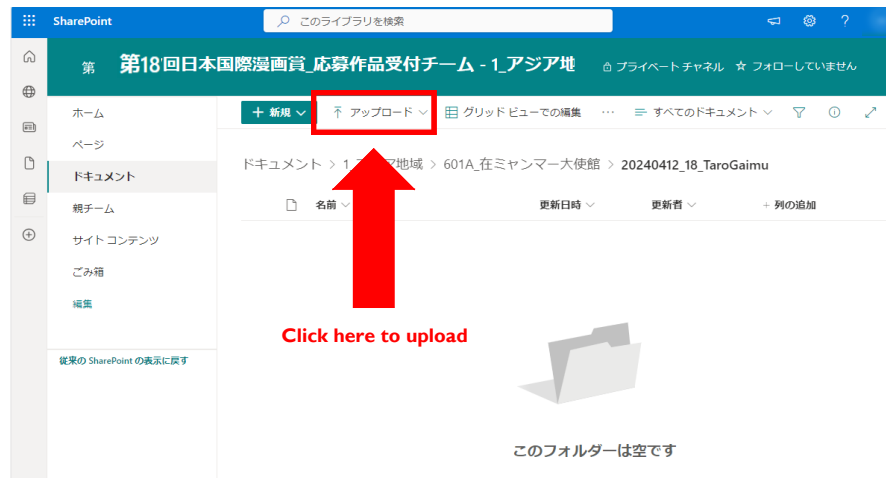 SharePoint
このライブラリを検索
?
第 第18回日本国際漫画賞_応募作品受付チーム - 1_アジア地 プライベート チャネル ☆ フォローしていません
ホーム
ページ
ドキュメント
親チーム
サイト コンテンツ
ごみ箱
編集
従来の SharePoint の表示に戻す
+ 新規 アップロード グリッド ビューでの編集 ··· すべてのドキュメント
ドキュメント > > 601A_在ミャンマー大使館 > 20240412_18_TaroGaimu
名前 更新日時 更新者 + 列の追加
Click here to upload
このフォルダーは空です